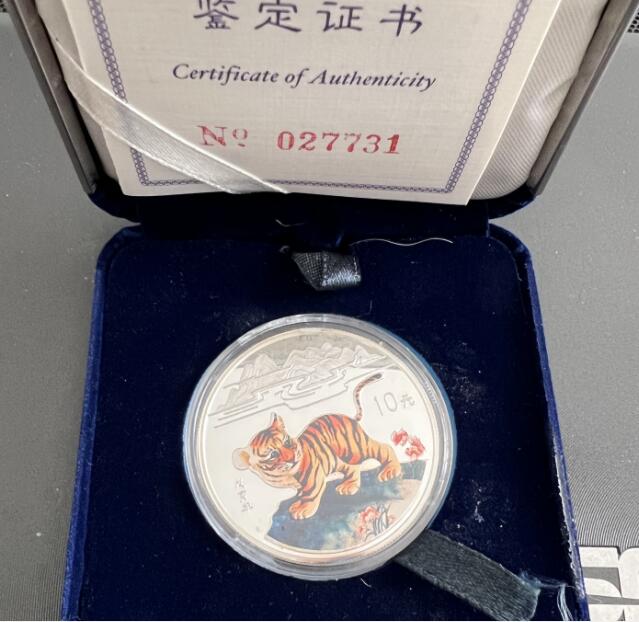 鉴定证书
Certificate of Authenticity
Nº 027731
10元